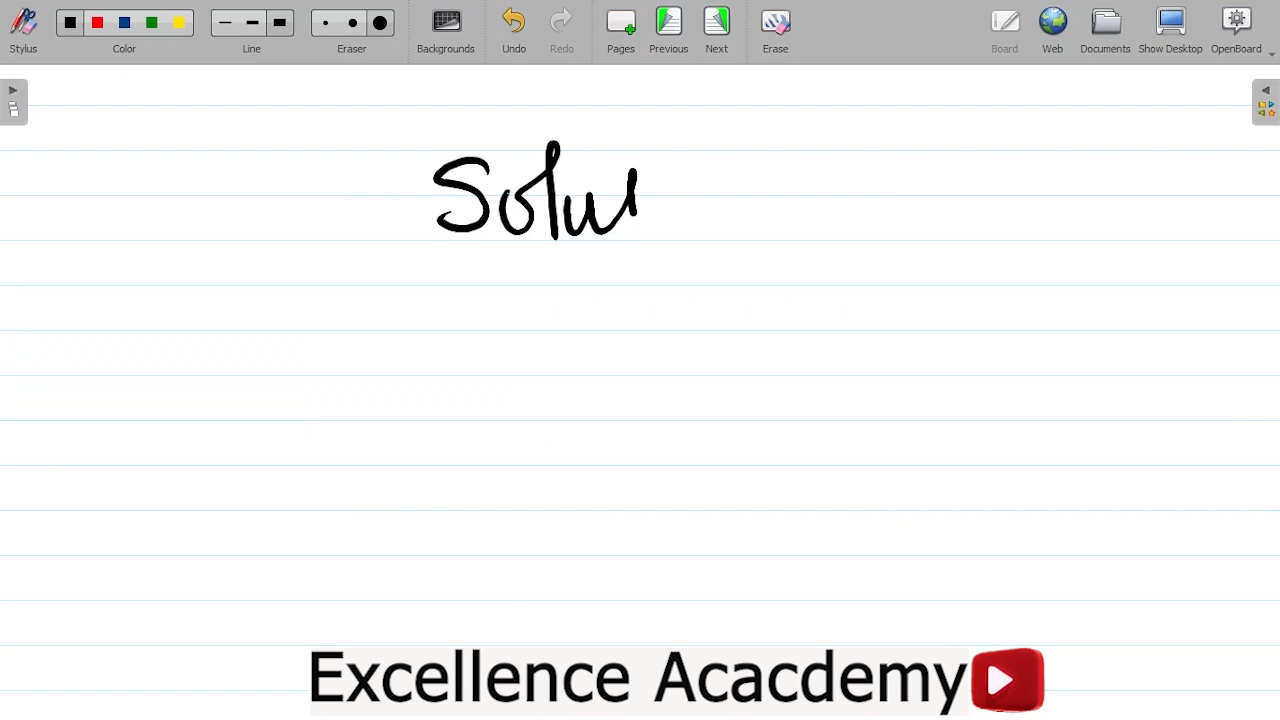 Stylus Color Line Eraser Backgrounds Undo Redo Pages Previous Next Erase Board Web Documents Show Desktop OpenBoard
Solu
Excellence Acacdemy